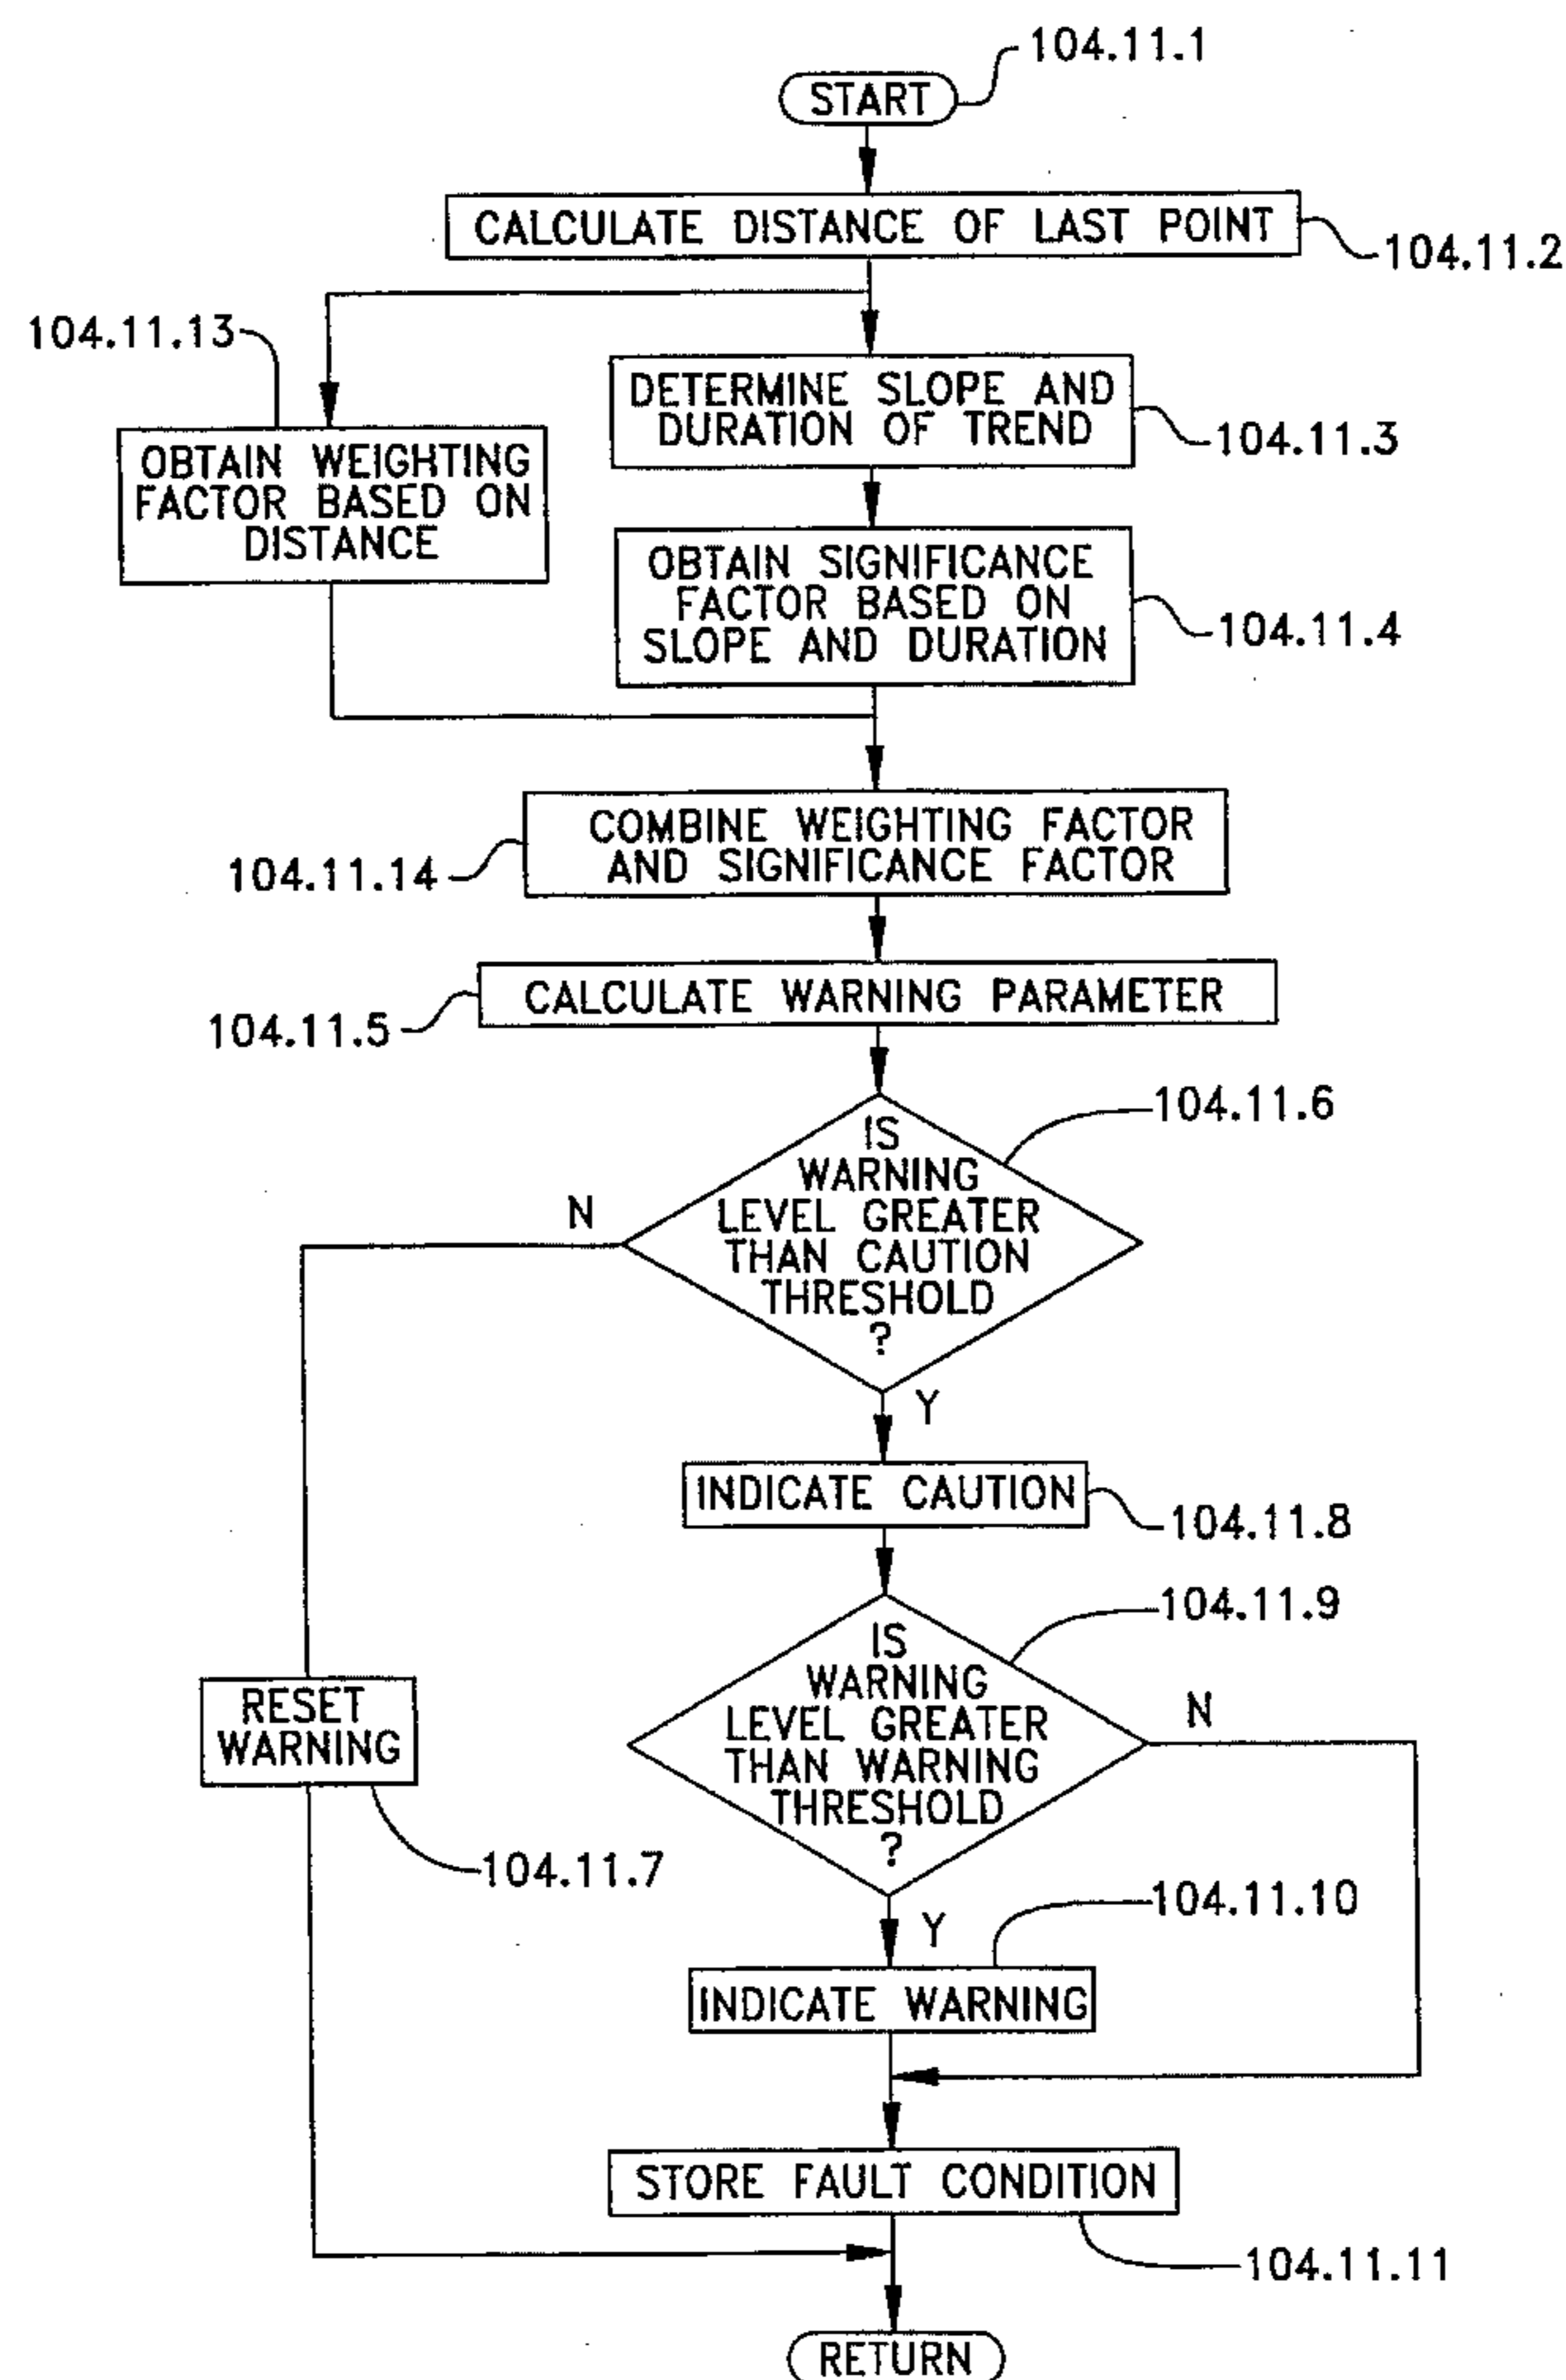 104.11.1
START
CALCULATE DISTANCE OF LAST POINT
104.11.2
104.11.13
DETERMINE SLOPE AND
DURATION OF TREND
104.11.3
OBTAIN WEIGHTING
FACTOR BASED ON
DISTANCE
OBTAIN SIGNIFICANCE
FACTOR BASED ON
SLOPE AND DURATION
104.11.4
COMBINE WEIGHTING FACTOR
AND SIGNIFICANCE FACTOR
104.11.14
CALCULATE WARNING PARAMETER
104.11.5
104.11.6
IS
WARNING
LEVEL GREATER
THAN CAUTION
THRESHOLD
?
N
Y
INDICATE CAUTION
104.11.8
104.11.9
IS
WARNING
LEVEL GREATER
THAN WARNING
THRESHOLD
?
N
RESET
WARNING
104.11.7
104.11.10
Y
INDICATE WARNING
STORE FAULT CONDITION
104.11.11
RETURN